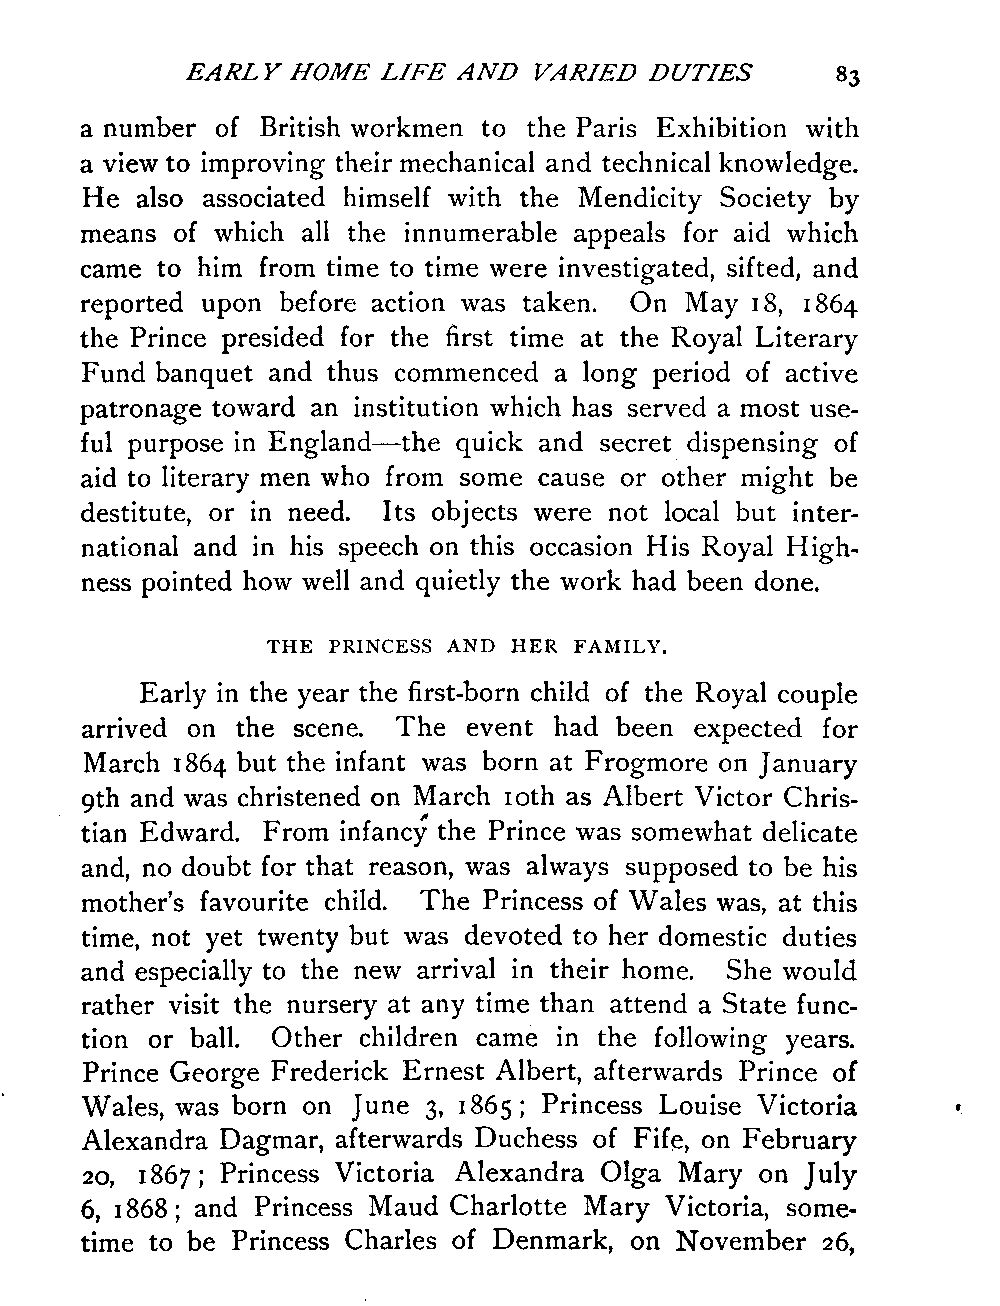 EARLY HOME LIFE AND VARIED DUTIES 83
a number of British workmen to the Paris Exhibition with
a view to improving their mechanical and technical knowledge.
He also associated himself with the Mendicity Society by
means of which all the innumerable appeals for aid which
came to him from time to time were investigated, sifted, and
reported upon before action was taken. On May 18, 1864
the Prince presided for the first time at the Royal Literary
Fund banquet and thus commenced a long period of active
patronage toward an institution which has served a most use-
ful purpose in England—the quick and secret dispensing of
aid to literary men who from some cause or other might be
destitute, or in need. Its objects were not local but inter-
national and in his speech on this occasion His Royal High-
ness pointed how well and quietly the work had been done.
THE PRINCESS AND HER FAMILY.
Early in the year the first-born child of the Royal couple
arrived on the scene. The event had been expected for
March 1864 but the infant was born at Frogmore on January
9th and was christened on March 10th as Albert Victor Chris-
tian Edward. From infancy the Prince was somewhat delicate
and, no doubt for that reason, was always supposed to be his
mother's favourite child. The Princess of Wales was, at this
time, not yet twenty but was devoted to her domestic duties
and especially to the new arrival in their home. She would
rather visit the nursery at any time than attend a State func-
tion or ball. Other children came in the following years.
Prince George Frederick Ernest Albert, afterwards Prince of
Wales, was born on June 3, 1865; Princess Louise Victoria
Alexandra Dagmar, afterwards Duchess of Fife, on February
20, 1867; Princess Victoria Alexandra Olga Mary on July
6, 1868; and Princess Maud Charlotte Mary Victoria, some-
time to be Princess Charles of Denmark, on November 26,